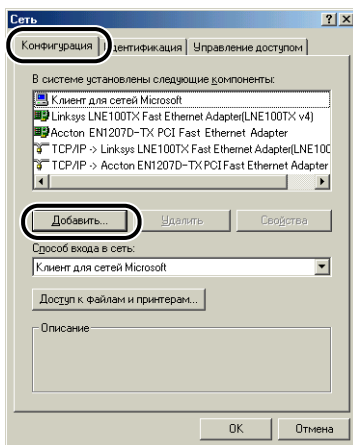 Сеть
Конфигурация дентификация Управление доступом
В системе установлены следующие компоненты:
Клиент для сетей Microsoft
Linksys LNE100TX Fast Ethernet Adapter(LNE100TX v4)
Accton EN1207D-TX PCI Fast Ethernet Adapter
TCP/IP -> Linksys LNE100TX Fast Ethernet Adapter(LNE10C
TCP/IP -> Accton EN1207D-TX PCI Fast Ethernet Adapter
Добавить... Удалить Свойства
Способ входа в сеть:
Клиент для сетей Microsoft
Доступ к файлам и принтерам...
Описание
OK Отмена